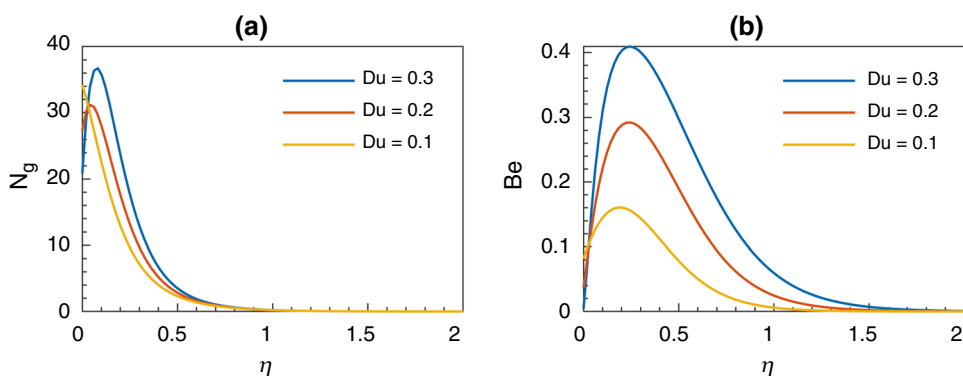 (a)
40
30
20
10
0
N_g
Du = 0.3
Du = 0.2
Du = 0.1
0 0.5 1 1.5 2
η
(b)
0.4
0.3
0.2
0.1
0
Be
Du = 0.3
Du = 0.2
Du = 0.1
0 0.5 1 1.5 2
η